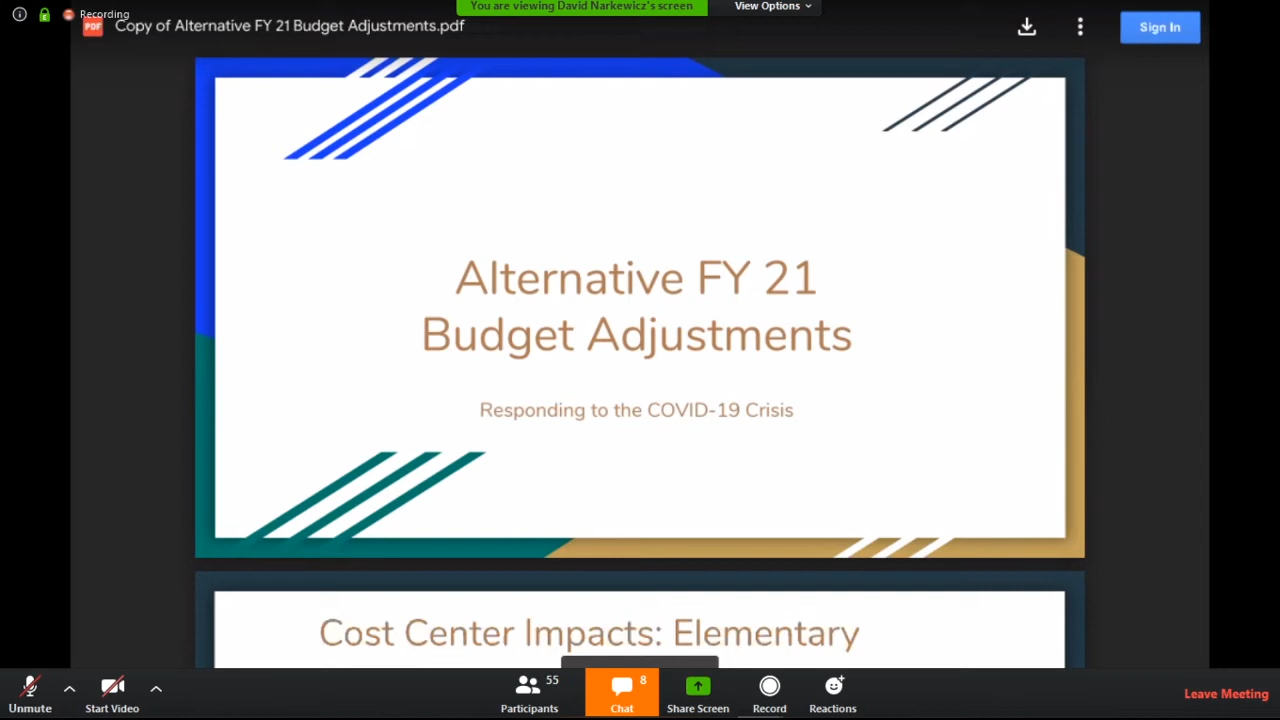 Recording
You are viewing David Narkewicz's screen
View Options
PDF
Copy of Alternative FY 21 Budget Adjustments.pdf
Sign In
Alternative FY 21
Budget Adjustments
Responding to the COVID-19 Crisis
Cost Center Impacts: Elementary
55
8
Unmute
Start Video
Participants
Chat
Share Screen
Record
Reactions
Leave Meeting